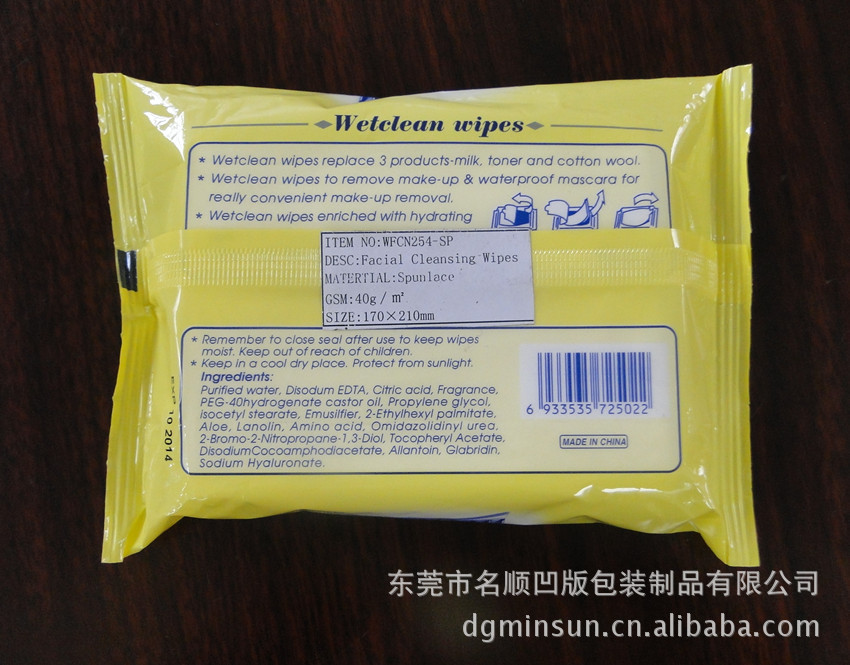 Wetclean wipes
* Wetclean wipes replace 3 products-milk, toner and cotton wool.
* Wetclean wipes to remove make-up & waterproof mascara for
really convenient make-up removal.
* Wetclean wipes enriched with hydrating
ITEM NO:WFCN254-SP
DESC:Facial Cleansing Wipes
MATERTIAL:Spunlace
GSM:40g/㎡
SIZE:170×210mm
* Remember to close seal after use to keep wipes
moist. Keep out of reach of children.
* Keep in a cool dry place. Protect from sunlight.
Ingredients:
Purified water, Disodum EDTA, Citric acid, Fragrance,
PEG-40hydrogenate castor oil, Propylene glycol,
isocetyl stearate, Emusilfier, 2-Ethylhexyl palmitate,
Aloe, Lanolin, Amino acid, Omidazolidinyl urea,
2-Bromo-2-Nitropropane-1,3-Diol, Tocopheryl Acetate,
DisodiumCocoamphodiacetate, Allantoin, Glabridin,
Sodium Hyaluronate.
6 933535 725022
MADE IN CHINA
10 2014
东莞市名顺凹版包装制品有限公司
dgminsun.cn.alibaba.com